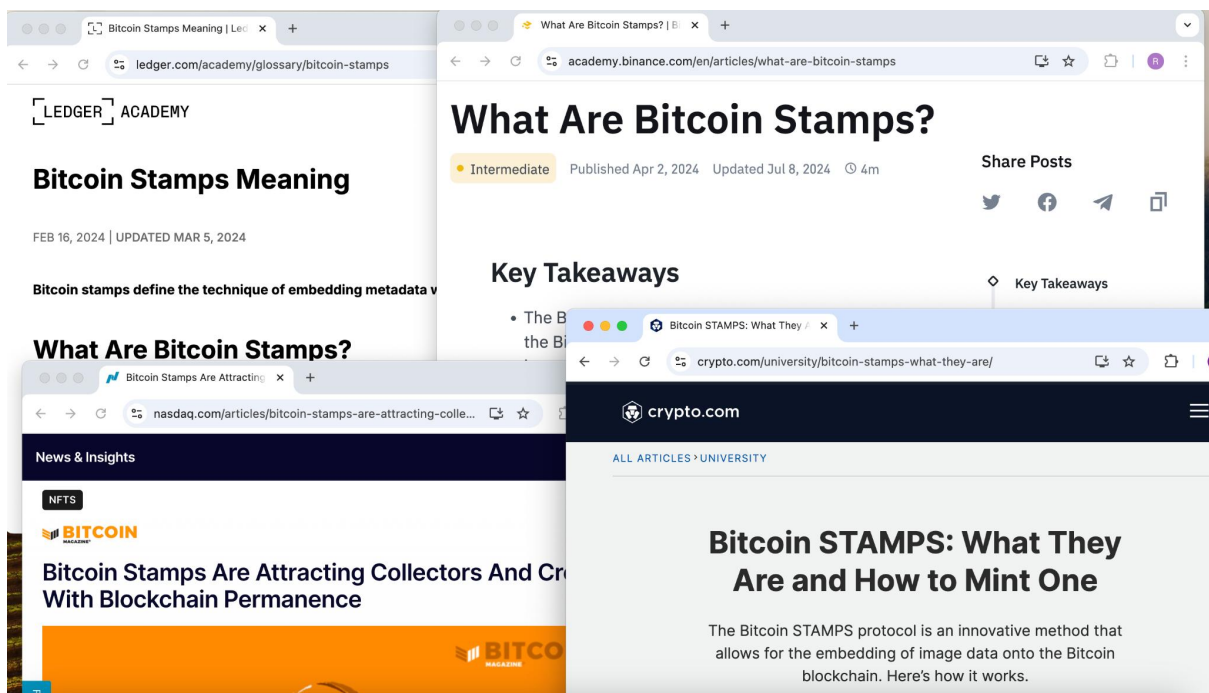 Bitcoin Stamps Meaning | Led
ledger.com/academy/glossary/bitcoin-stamps
LEDGER ACADEMY
Bitcoin Stamps Meaning
FEB 16, 2024 | UPDATED MAR 5, 2024
Bitcoin stamps define the technique of embedding metadata
What Are Bitcoin Stamps?
What Are Bitcoin Stamps? | B
academy.binance.com/en/articles/what-are-bitcoin-stamps
R
What Are Bitcoin Stamps?
Intermediate Published Apr 2, 2024 Updated Jul 8, 2024 4m
Share Posts
Key Takeaways
Key Takeaways
• The B
the Bi
Bitcoin Stamps Are Attracting
nasdaq.com/articles/bitcoin-stamps-are-attracting-colle...
News & Insights
NFTS
BITCOIN
MAGAZINE
Bitcoin Stamps Are Attracting Collectors And Cr
With Blockchain Permanence
BITCO
MAGAZINE
Bitcoin STAMPS: What They
crypto.com/university/bitcoin-stamps-what-they-are/
crypto.com
ALL ARTICLES > UNIVERSITY
Bitcoin STAMPS: What They
Are and How to Mint One
The Bitcoin STAMPS protocol is an innovative method that
allows for the embedding of image data onto the Bitcoin
blockchain. Here's how it works.